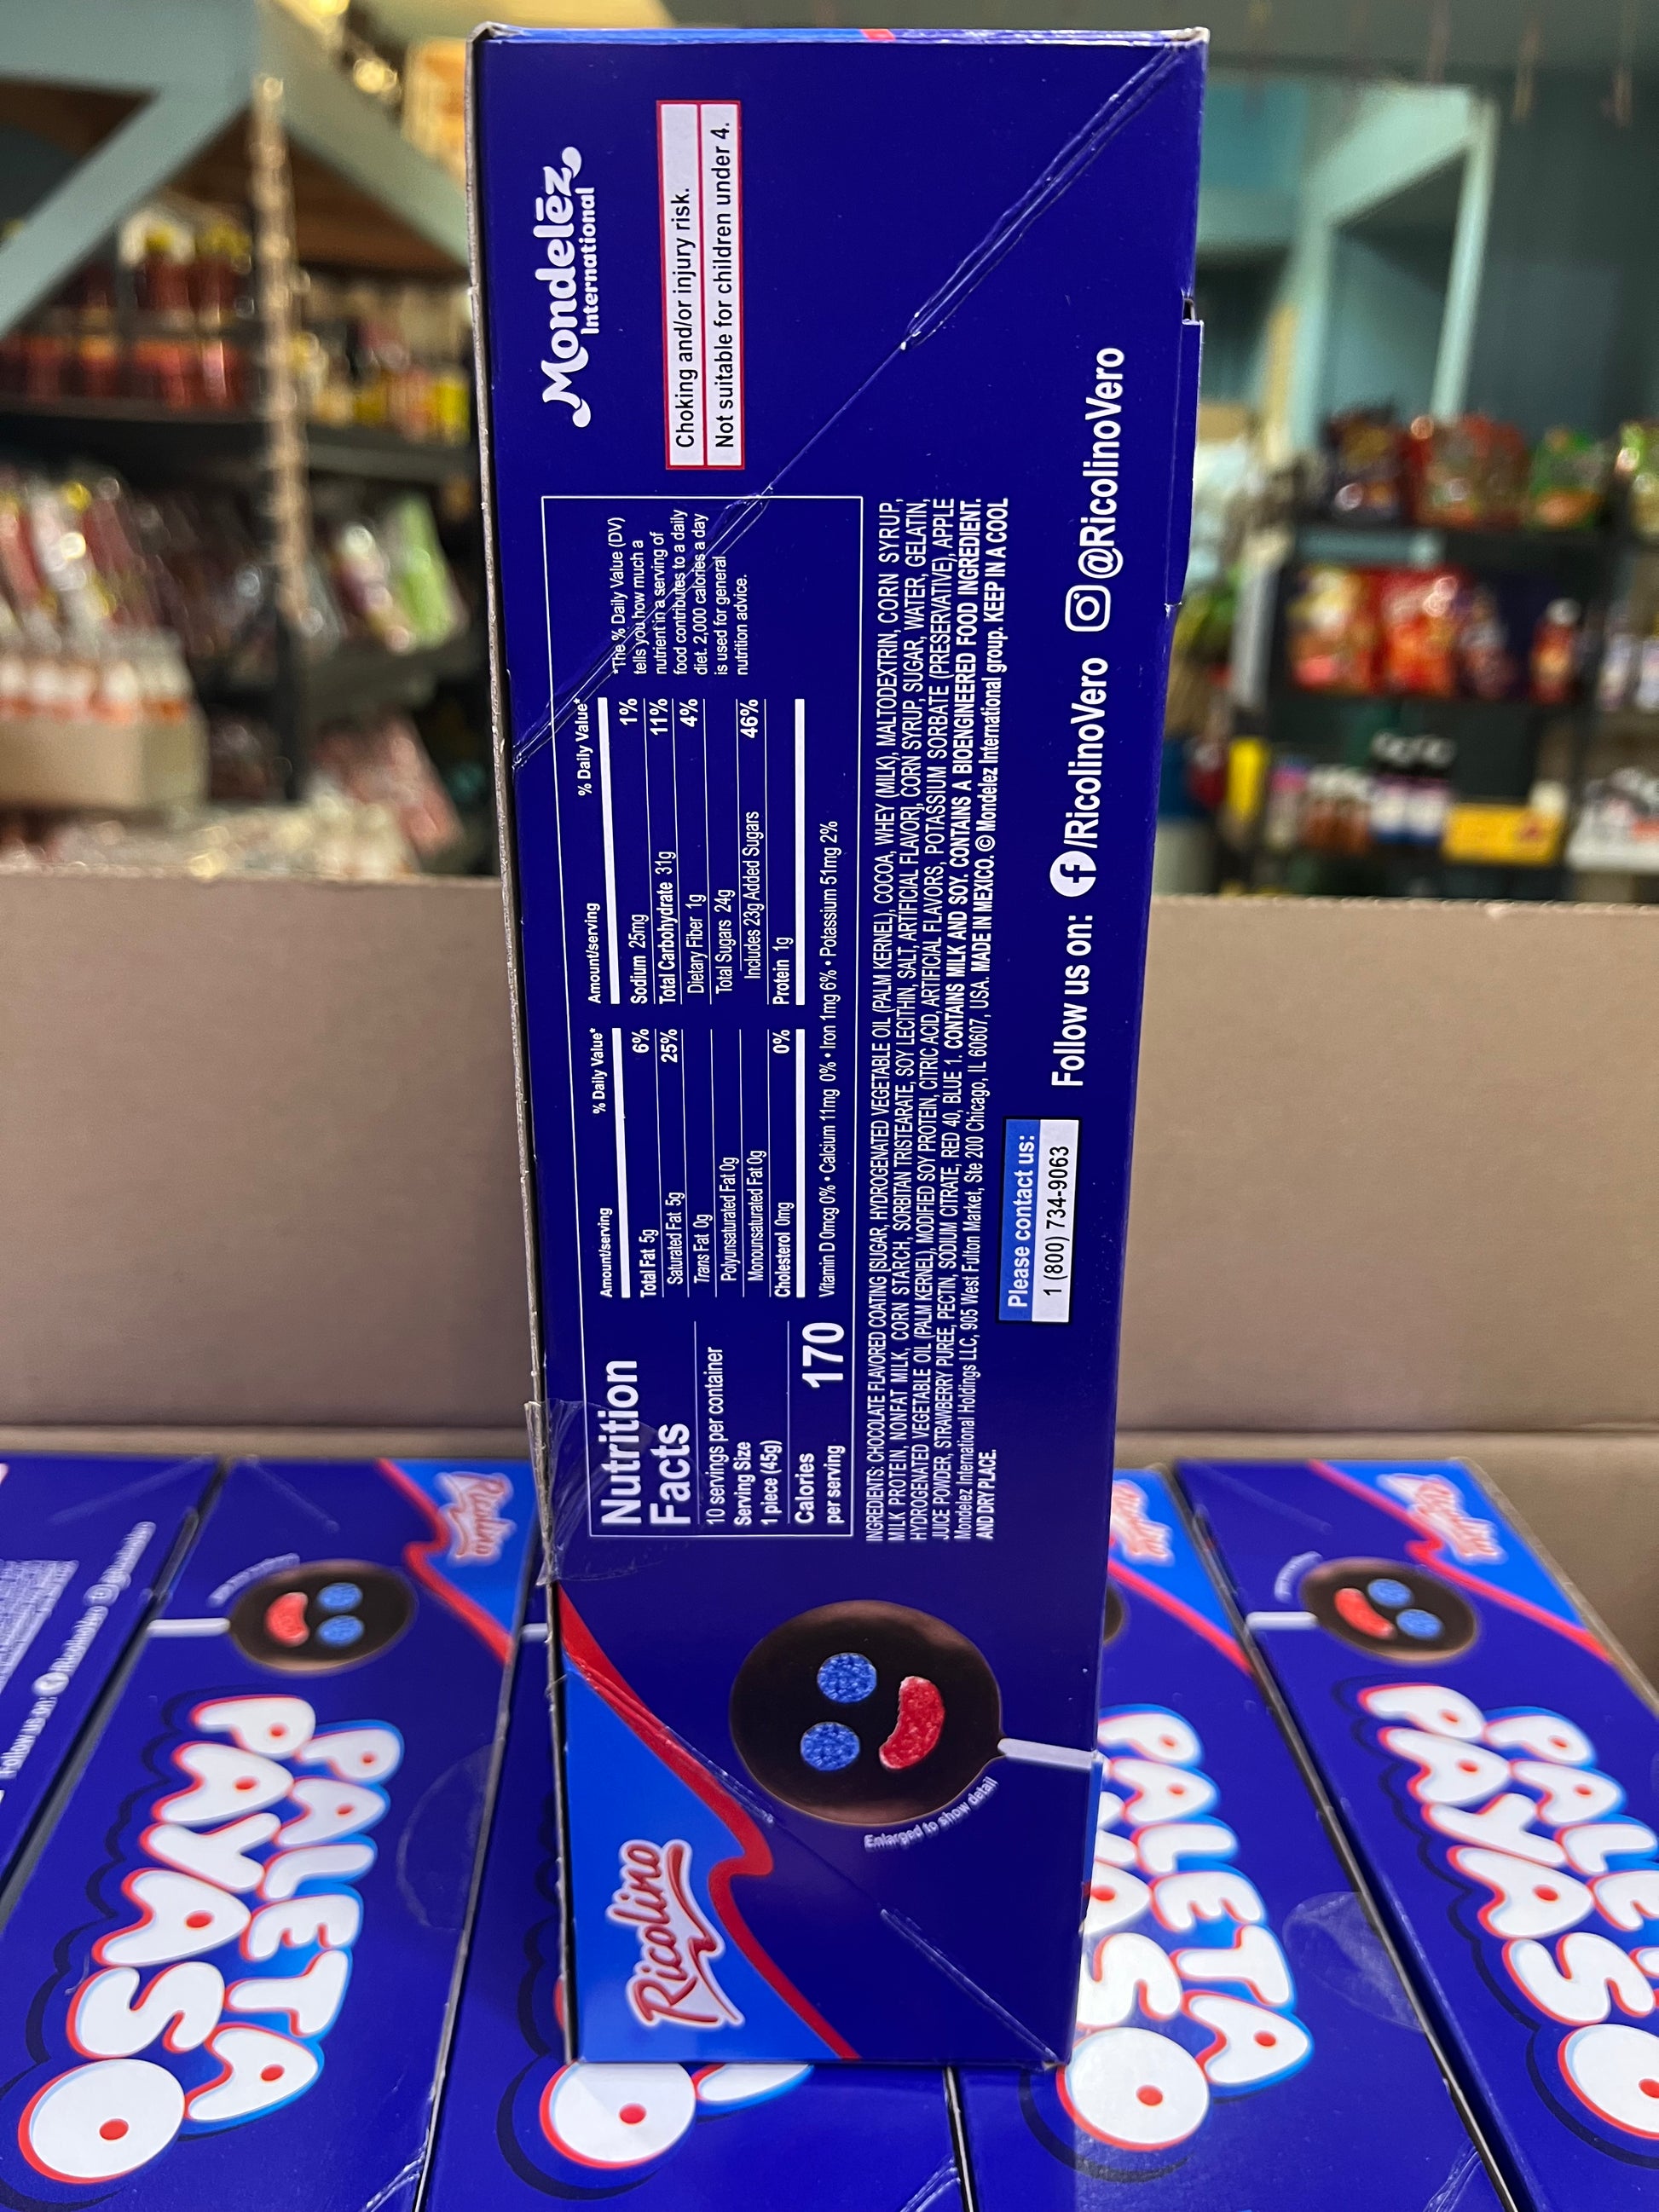 Ricolino
Enlarged to show detail
Nutrition
Facts
10 servings per container
Serving Size
1 piece (45g)
Calories
per serving 170
Amount/serving % Daily Value*
Total Fat 5g 6%
Saturated Fat 5g 25%
Trans Fat 0g
Polyunsaturated Fat 0g
Monounsaturated Fat 0g
Cholesterol 0mg 0%
Amount/serving % Daily Value*
Sodium 25mg 1%
Total Carbohydrate 31g 11%
Dietary Fiber 1g 4%
Total Sugars 24g
Includes 23g Added Sugars 46%
Protein 1g
Vitamin D 0mcg 0% • Calcium 11mg 0% • Iron 1mg 6% • Potassium 51mg 2%
*The % Daily Value (DV)
tells you how much a
nutrient in a serving of
food contributes to a daily
diet. 2,000 calories a day
is used for general
nutrition advice.
INGREDIENTS: CHOCOLATE FLAVORED COATING [SUGAR, HYDROGENATED VEGETABLE OIL (PALM KERNEL), COCOA, WHEY (MILK), MALTODEXTRIN, CORN SYRUP,
MILK PROTEIN, NONFAT MILK, CORN STARCH, SORBITAN TRISTEARATE, SOY LECITHIN, SALT, ARTIFICIAL FLAVOR], CORN SYRUP, SUGAR, WATER, GELATIN,
HYDROGENATED VEGETABLE OIL (PALM KERNEL), MODIFIED SOY PROTEIN, CITRIC ACID, ARTIFICIAL FLAVORS, POTASSIUM SORBATE (PRESERVATIVE), APPLE
JUICE POWDER, STRAWBERRY PUREE, PECTIN, SODIUM CITRATE, RED 40, BLUE 1. CONTAINS MILK AND SOY. CONTAINS A BIOENGINEERED FOOD INGREDIENT.
Mondelez International Holdings LLC, 905 West Fulton Market, Ste 200 Chicago, IL 60607, USA. MADE IN MEXICO. © Mondelez International group. KEEP IN A COOL
AND DRY PLACE.
Please contact us:
1 (800) 734-9063
Follow us on: /RicolinoVero @RicolinoVero
Mondelēz
International
Choking and/or injury risk.
Not suitable for children under 4.
Follow us on:
Ricolino
PALETA
PAYASO
Ricolino
PALETA
PAYASO
Ricolino
PALETA
PAYASO